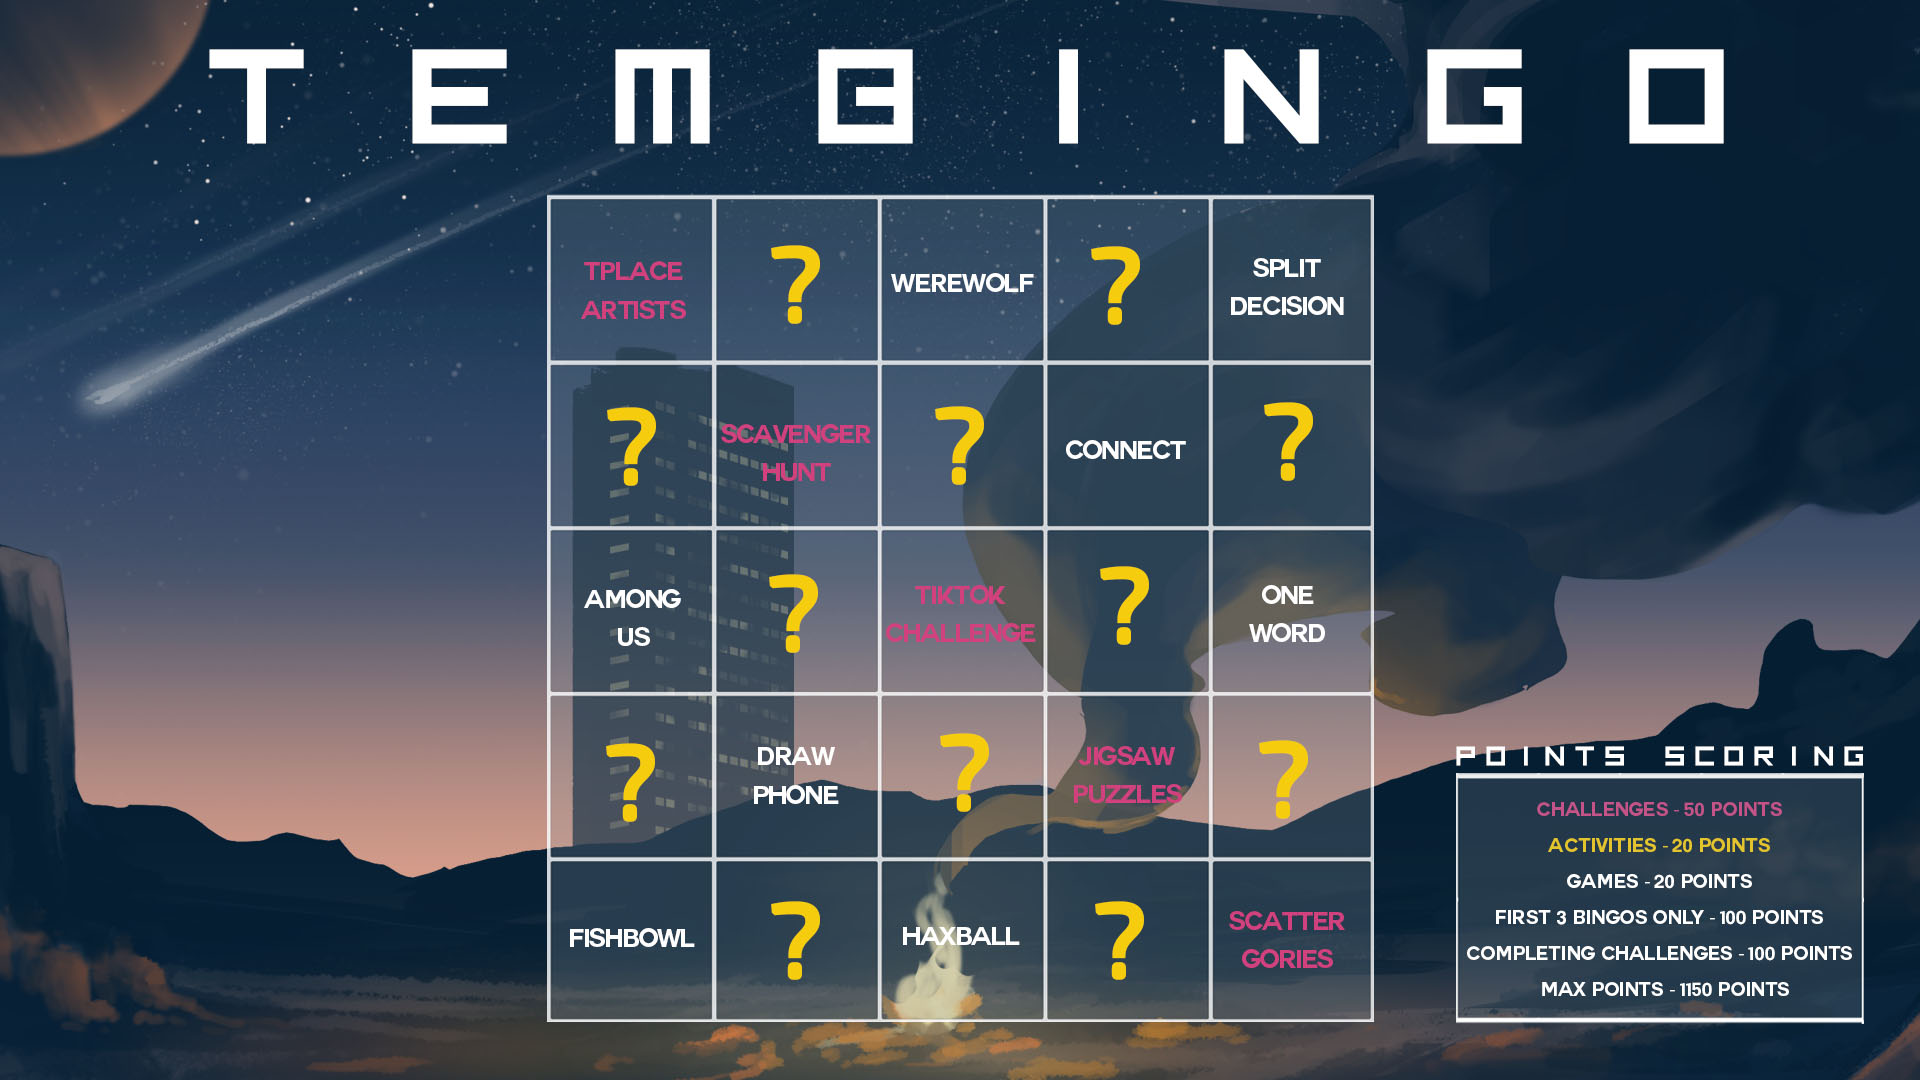 TEMBINGO
TPLACE
ARTISTS
?
WEREWOLF
?
SPLIT
DECISION
?
SCAVENGER
HUNT
?
CONNECT
?
AMONG
US
?
TIKTOK
CHALLENGE
?
ONE
WORD
?
DRAW
PHONE
?
JIGSAW
PUZZLES
?
FISHBOWL
?
HAXBALL
?
SCATTER
GORIES
POINTS SCORING
CHALLENGES - 50 POINTS
ACTIVITIES - 20 POINTS
GAMES - 20 POINTS
FIRST 3 BINGOS ONLY - 100 POINTS
COMPLETING CHALLENGES - 100 POINTS
MAX POINTS - 1150 POINTS